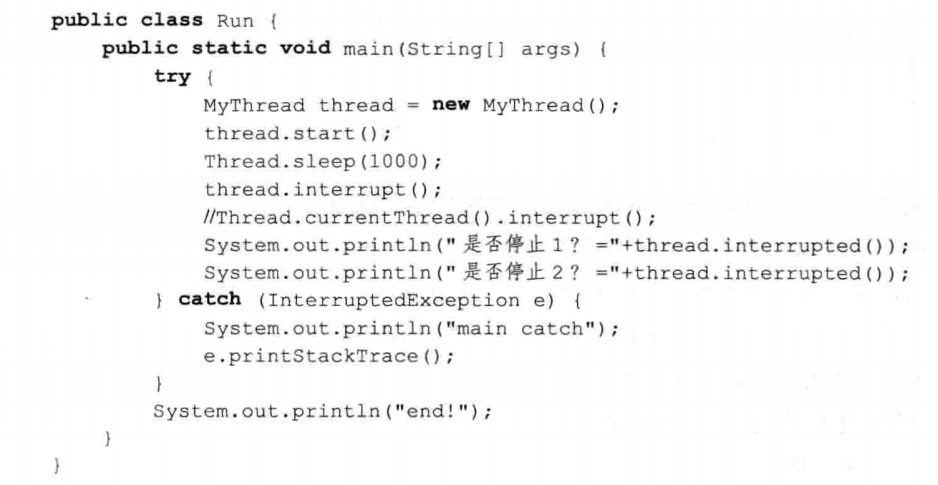 public class Run {
public static void main(String[] args) {
try {
MyThread thread = new MyThread();
thread.start();
Thread.sleep(1000);
thread.interrupt();
//Thread.currentThread().interrupt();
System.out.println("是否停止1? ="+thread.interrupted());
System.out.println("是否停止2? ="+thread.interrupted());
} catch (InterruptedException e) {
System.out.println("main catch");
e.printStackTrace();
}
System.out.println("end!");
}
}